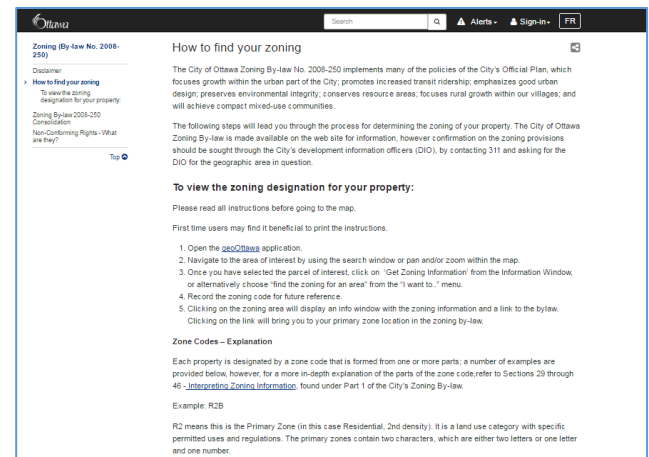 Ottawa
Search
Alerts
Sign-in
FR
Zoning (By-law No. 2008-
250)
Disclaimer
How to find your zoning
To view the zoning
designation for your property:
Zoning By-law 2008-250
Consolidation
Non-Conforming Rights - What
are they?
Top
How to find your zoning
The City of Ottawa Zoning By-law No. 2008-250 implements many of the policies of the City's Official Plan, which
focuses growth within the urban part of the City; promotes increased transit ridership; emphasizes good urban
design; preserves environmental integrity; conserves resource areas; focuses rural growth within our villages; and
will achieve compact mixed-use communities.
The following steps will lead you through the process for determining the zoning of your property. The City of Ottawa
Zoning By-law is made available on the web site for information, however confirmation on the zoning provisions
should be sought through the City's development information officers (DIO), by contacting 311 and asking for the
DIO for the geographic area in question.
To view the zoning designation for your property:
Please read all instructions before going to the map.
First time users may find it beneficial to print the instructions.
1. Open the geoOttawa application.
2. Navigate to the area of interest by using the search window or pan and/or zoom within the map.
3. Once you have selected the parcel of interest, click on 'Get Zoning Information' from the Information Window,
or alternatively choose "find the zoning for an area" from the "I want to.." menu.
4. Record the zoning code for future reference.
5. Clicking on the zoning area will display an info window with the zoning information and a link to the bylaw.
Clicking on the link will bring you to your primary zone location in the zoning by-law.
Zone Codes – Explanation
Each property is designated by a zone code that is formed from one or more parts; a number of examples are
provided below, however, for a more in-depth explanation of the parts of the zone code,refer to Sections 29 through
46 - Interpreting Zoning Information, found under Part 1 of the City's Zoning By-law.
Example: R2B
R2 means this is the Primary Zone (in this case Residential, 2nd density). It is a land use category with specific
permitted uses and regulations. The primary zones contain two characters, which are either two letters or one letter
and one number.